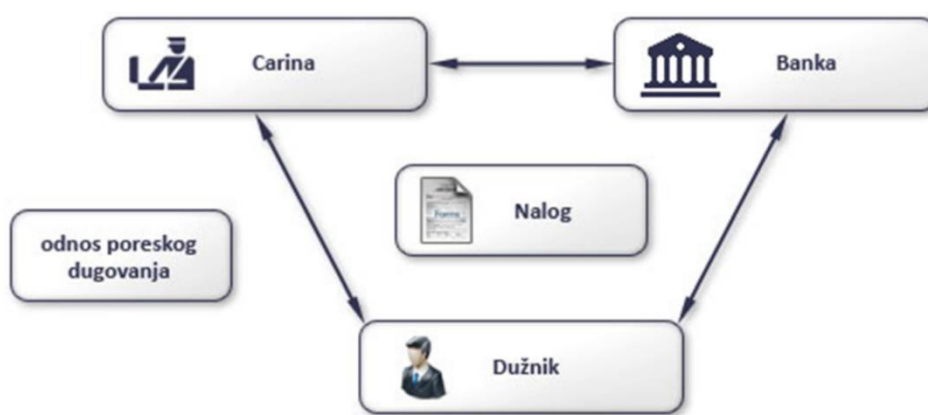 Carina
Banka
Nalog
odnos poreskog
dugovanja
Dužnik